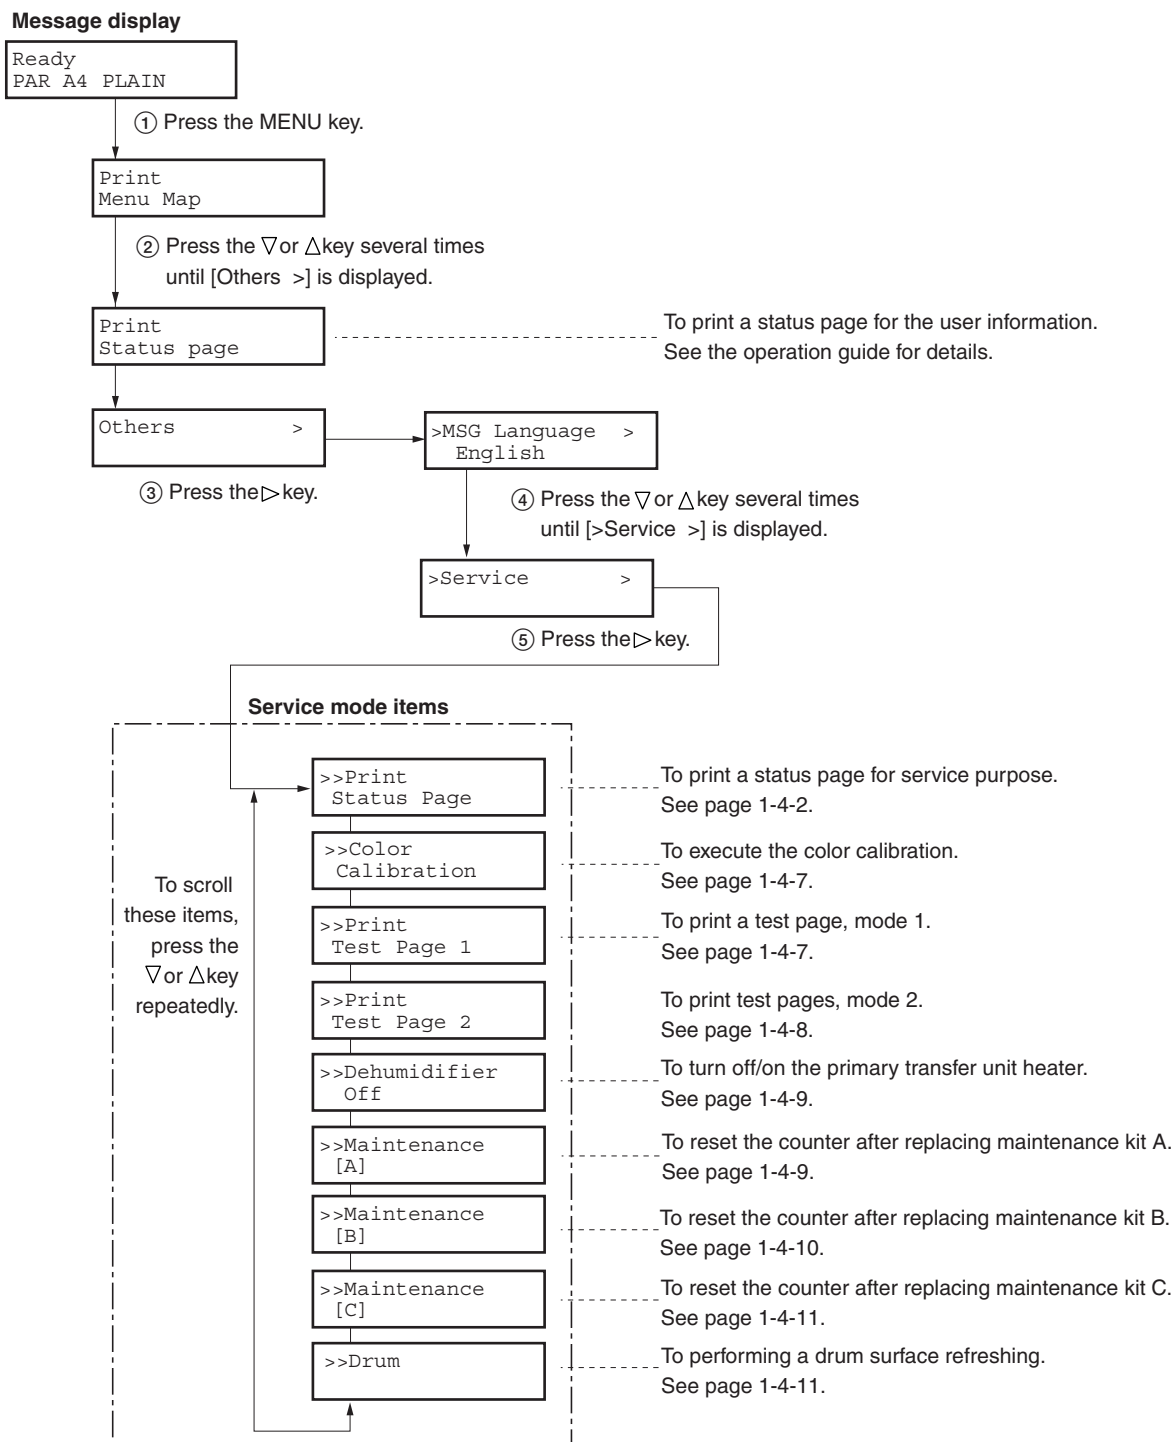 Message display
Ready
PAR A4 PLAIN
① Press the MENU key.
Print
Menu Map
② Press the ▽ or △ key several times
until [Others >] is displayed.
Print
Status page
To print a status page for the user information.
See the operation guide for details.
Others >
>MSG Language >
English
③ Press the ▷ key.
④ Press the ▽ or △ key several times
until [>Service >] is displayed.
>Service >
⑤ Press the ▷ key.
Service mode items
>>Print
Status Page
To print a status page for service purpose.
See page 1-4-2.
>>Color
Calibration
To execute the color calibration.
See page 1-4-7.
To scroll
these items,
press the
▽ or △ key
repeatedly.
>>Print
Test Page 1
To print a test page, mode 1.
See page 1-4-7.
>>Print
Test Page 2
To print test pages, mode 2.
See page 1-4-8.
>>Dehumidifier
Off
To turn off/on the primary transfer unit heater.
See page 1-4-9.
>>Maintenance
[A]
To reset the counter after replacing maintenance kit A.
See page 1-4-9.
>>Maintenance
[B]
To reset the counter after replacing maintenance kit B.
See page 1-4-10.
>>Maintenance
[C]
To reset the counter after replacing maintenance kit C.
See page 1-4-11.
>>Drum
To performing a drum surface refreshing.
See page 1-4-11.